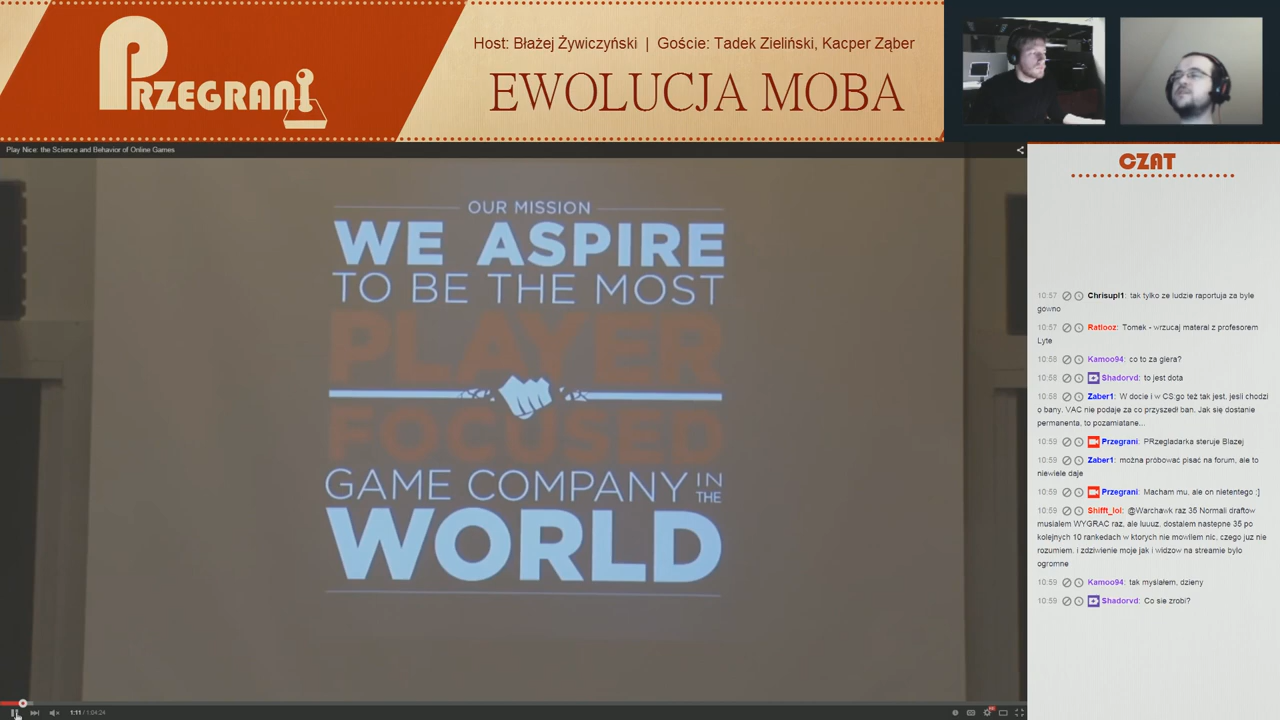 PRZEGRANI
Host: Błażej Żywiczyński | Goście: Tadek Zieliński, Kacper Ząber
EWOLUCJA MOBA
Play Nice: the Science and Behavior of Online Games
OUR MISSION
WE ASPIRE
TO BE THE MOST
PLAYER
FOCUSED
GAME COMPANY IN THE
WORLD
1:11 / 1:04:24
CZAT
10:57 Chrisupl1: tak tylko ze ludzie raportuja za byle
gowno
10:57 Ratlooz: Tomek - wrzucaj material z profesorem
Lyte
10:58 Kamoo94: co to za giera?
10:58 Shadorvd: to jest dota
10:58 Zaber1: W docie i w CS:go też tak jest, jeśli chodzi
o bany. VAC nie podaje za co przyszedł ban. Jak się dostanie
permanenta, to pozamiatane...
10:59 Przegrani: PRzegladarka steruje Blazej
10:59 Zaber1: można próbować pisać na forum, ale to
niewiele daje
10:59 Przegrani: Macham mu, ale on nietentego :]
10:59 Shifft_lol: @Warchawk raz 35 Normali draftow
musialem WYGRAC raz, ale luuuz, dostalem nastepne 35 po
kolejnych 10 rankedach w ktorych nie mowilem nic, czego juz nie
rozumiem. i zdziwienie moje jak i widzow na streamie bylo
ogromne
10:59 Kamoo94: tak myslałem, dzieny
10:59 Shadorvd: Co sie zrobi?